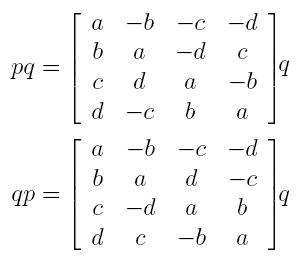 a −b −c −d
b a −d c
pq = q
c d a −b
d −c b a
a −b −c −d
b a d −c
qp = q
c −d a b
d c −b a